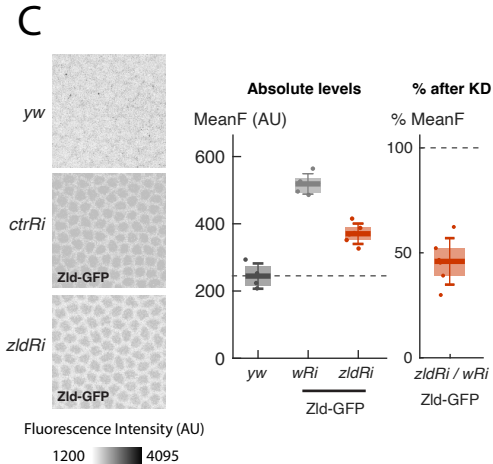 C
yw
ctrRi
Zld-GFP
zldRi
Zld-GFP
Fluorescence Intensity (AU)
1200 4095
Absolute levels
MeanF (AU)
600
400
200
0
yw wRi zldRi
Zld-GFP
% after KD
% MeanF
100
50
0
zldRi / wRi
Zld-GFP